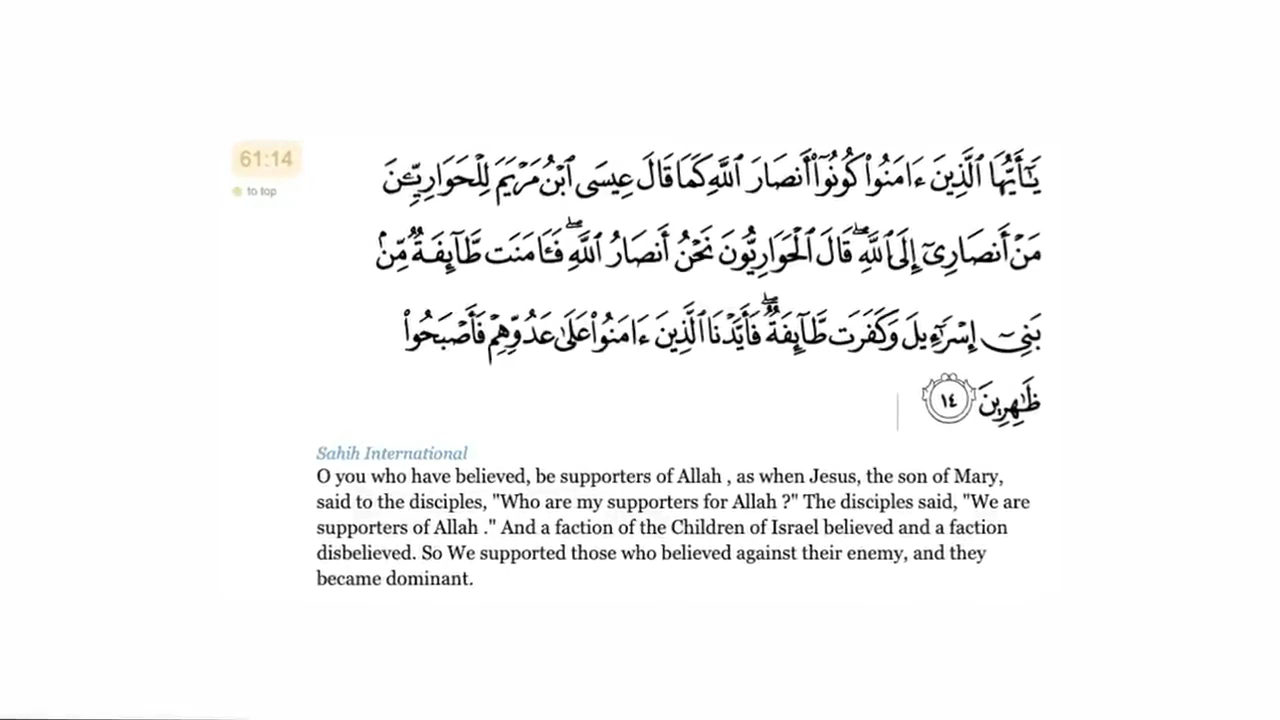 61:14
to top
يَٰٓأَيُّهَا ٱلَّذِينَ ءَامَنُوا۟ كُونُوٓا۟ أَنصَارَ ٱللَّهِ كَمَا قَالَ عِيسَى ٱبْنُ مَرْيَمَ لِلْحَوَارِيِّـۧنَ
مَنْ أَنصَارِىٓ إِلَى ٱللَّهِ ۖ قَالَ ٱلْحَوَارِيُّونَ نَحْنُ أَنصَارُ ٱللَّهِ ۖ فَـَٔامَنَت طَّآئِفَةٌ مِّنۢ
بَنِىٓ إِسْرَٰٓءِيلَ وَكَفَرَت طَّآئِفَةٌ ۖ فَأَيَّدْنَا ٱلَّذِينَ ءَامَنُوا۟ عَلَىٰ عَدُوِّهِمْ فَأَصْبَحُوا۟
ظَٰهِرِينَ ١٤
Sahih International
O you who have believed, be supporters of Allah , as when Jesus, the son of Mary,
said to the disciples, "Who are my supporters for Allah ?" The disciples said, "We are
supporters of Allah ." And a faction of the Children of Israel believed and a faction
disbelieved. So We supported those who believed against their enemy, and they
became dominant.